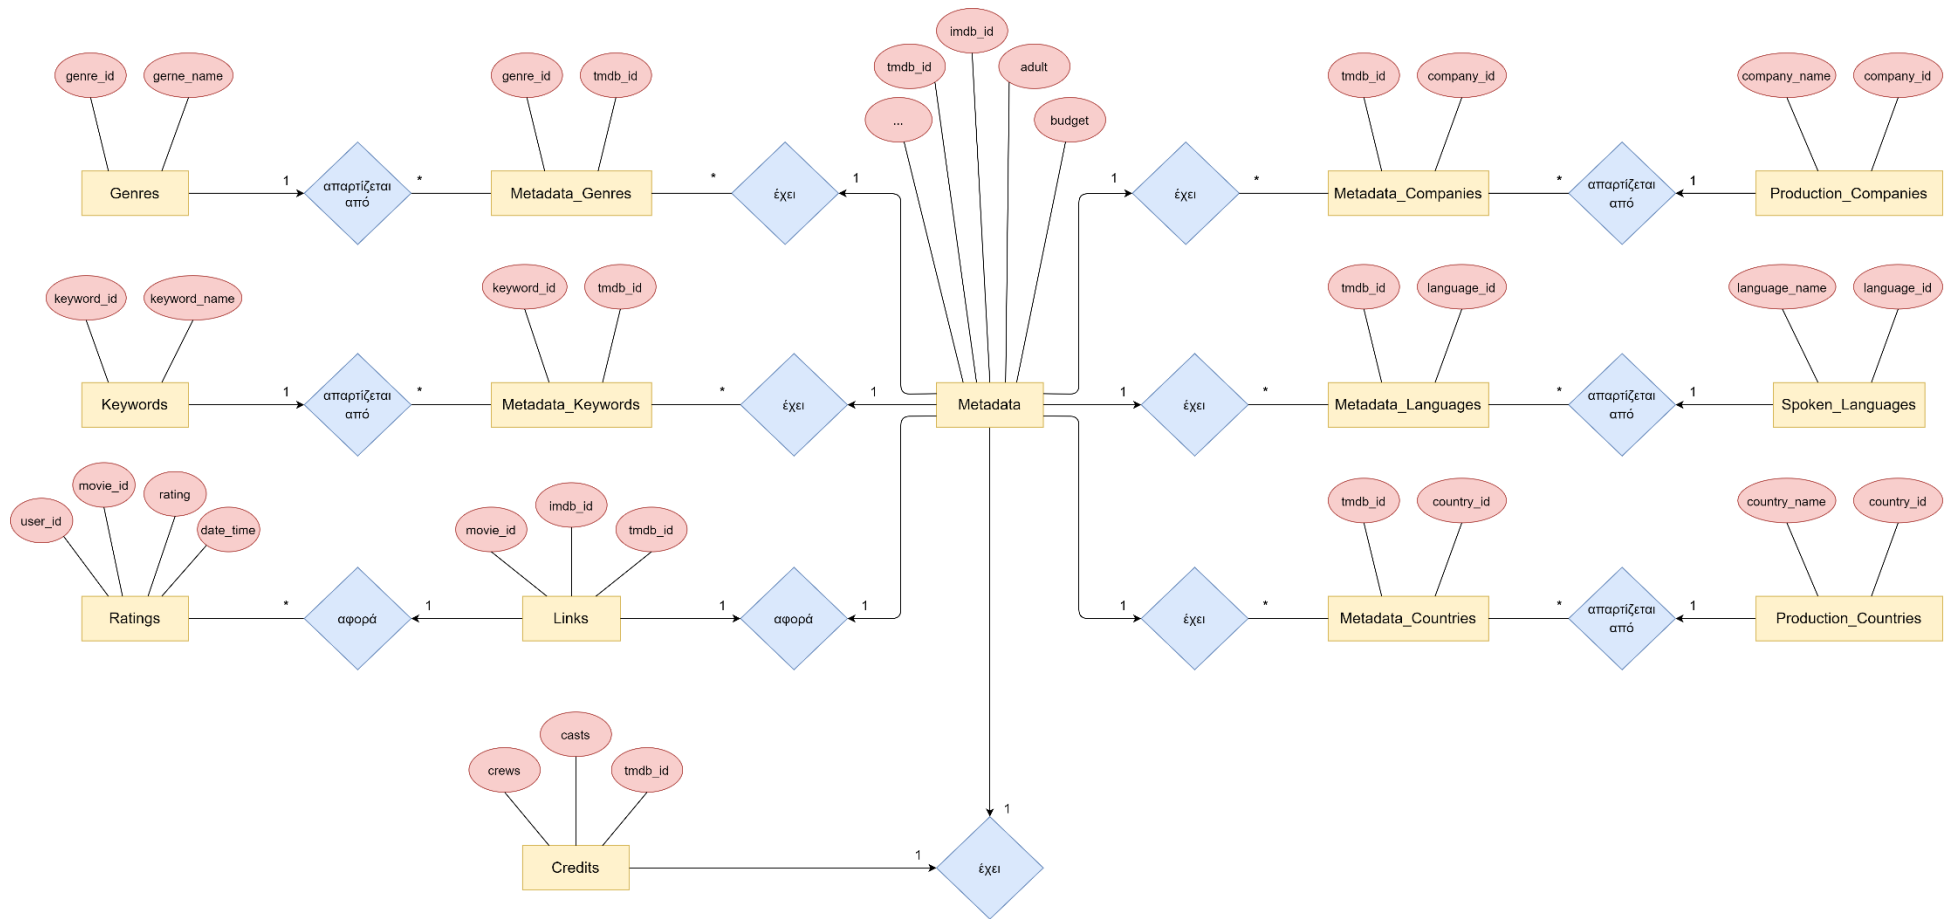 imdb_id
tmdb_id
adult
...
budget
genre_id
gerne_name
genre_id
tmdb_id
tmdb_id
company_id
company_name
company_id
Genres
1
απαρτίζεται
από
*
Metadata_Genres
*
έχει
1
1
έχει
*
Metadata_Companies
*
απαρτίζεται
από
1
Production_Companies
keyword_id
keyword_name
keyword_id
tmdb_id
tmdb_id
language_id
language_name
language_id
Keywords
1
απαρτίζεται
από
*
Metadata_Keywords
*
έχει
1
Metadata
1
έχει
*
Metadata_Languages
*
απαρτίζεται
από
1
Spoken_Languages
user_id
movie_id
rating
date_time
movie_id
imdb_id
tmdb_id
tmdb_id
country_id
country_name
country_id
Ratings
*
αφορά
1
Links
1
αφορά
1
1
έχει
*
Metadata_Countries
*
απαρτίζεται
από
1
Production_Countries
crews
casts
tmdb_id
Credits
1
1
έχει